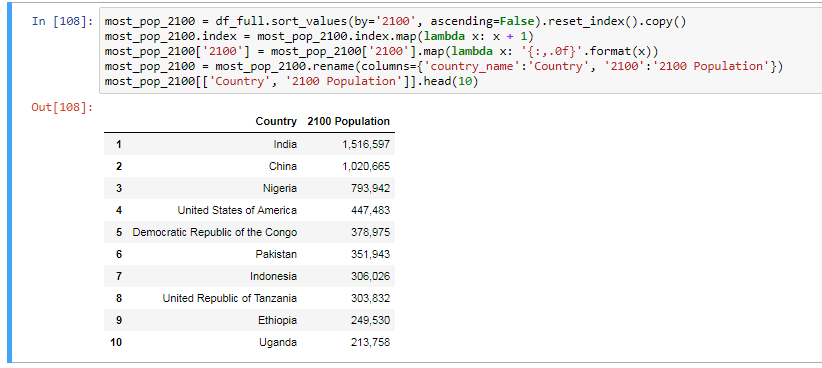 In [108]: most_pop_2100 = df_full.sort_values(by='2100', ascending=False).reset_index().copy()
most_pop_2100.index = most_pop_2100.index.map(lambda x: x + 1)
most_pop_2100['2100'] = most_pop_2100['2100'].map(lambda x: '{:,.0f}'.format(x))
most_pop_2100 = most_pop_2100.rename(columns={'country_name':'Country', '2100':'2100 Population'})
most_pop_2100[['Country', '2100 Population']].head(10)
Out[108]:
Country 2100 Population
1 India 1,516,597
2 China 1,020,665
3 Nigeria 793,942
4 United States of America 447,483
5 Democratic Republic of the Congo 378,975
6 Pakistan 351,943
7 Indonesia 306,026
8 United Republic of Tanzania 303,832
9 Ethiopia 249,530
10 Uganda 213,758